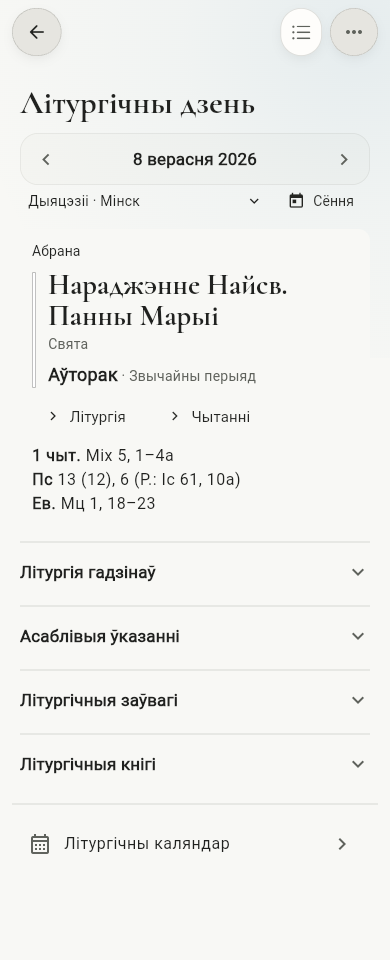 Літургічны дзень
8 верасня 2026
Дыяцэзіі · Мінск
Сёння
Абрана
Нараджэнне Найсв.
Панны Марыі
Свята
Аўторак · Звычайны перыяд
Літургія
Чытанні
1 чыт. Міх 5, 1–4а
Пс 13 (12), 6 (Р.: Іс 61, 10а)
Ев. Мц 1, 18–23
Літургія гадзінаў
Асаблівыя ўказанні
Літургічныя заўвагі
Літургічныя кнігі
Літургічны каляндар